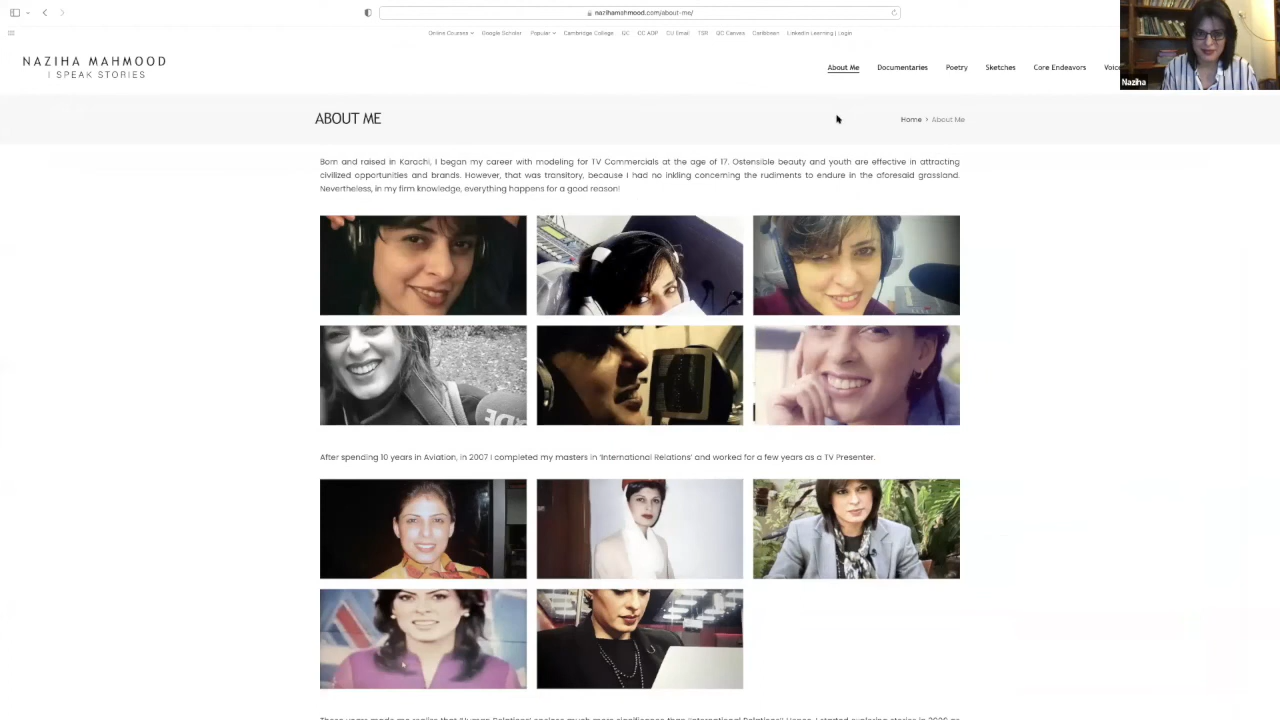 nazihamahmood.com/about-me/
Online Courses Google Scholar Popular Cambridge College QC QC ADP CU Email TSR QC Canvas Caribbean LinkedIn Learning | Login
NAZIHA MAHMOOD
I SPEAK STORIES
About Me Documentaries Poetry Sketches Core Endeavors
Naziha
ABOUT ME
Home > About Me
Born and raised in Karachi, I began my career with modeling for TV Commercials at the age of 17. Ostensible beauty and youth are effective in attracting
civilized opportunities and brands. However, that was transitory, because I had no inkling concerning the rudiments to endure in the aforesaid grassland.
Nevertheless, in my firm knowledge, everything happens for a good reason!
After spending 10 years in Aviation, in 2007 I completed my masters in 'International Relations' and worked for a few years as a TV Presenter.